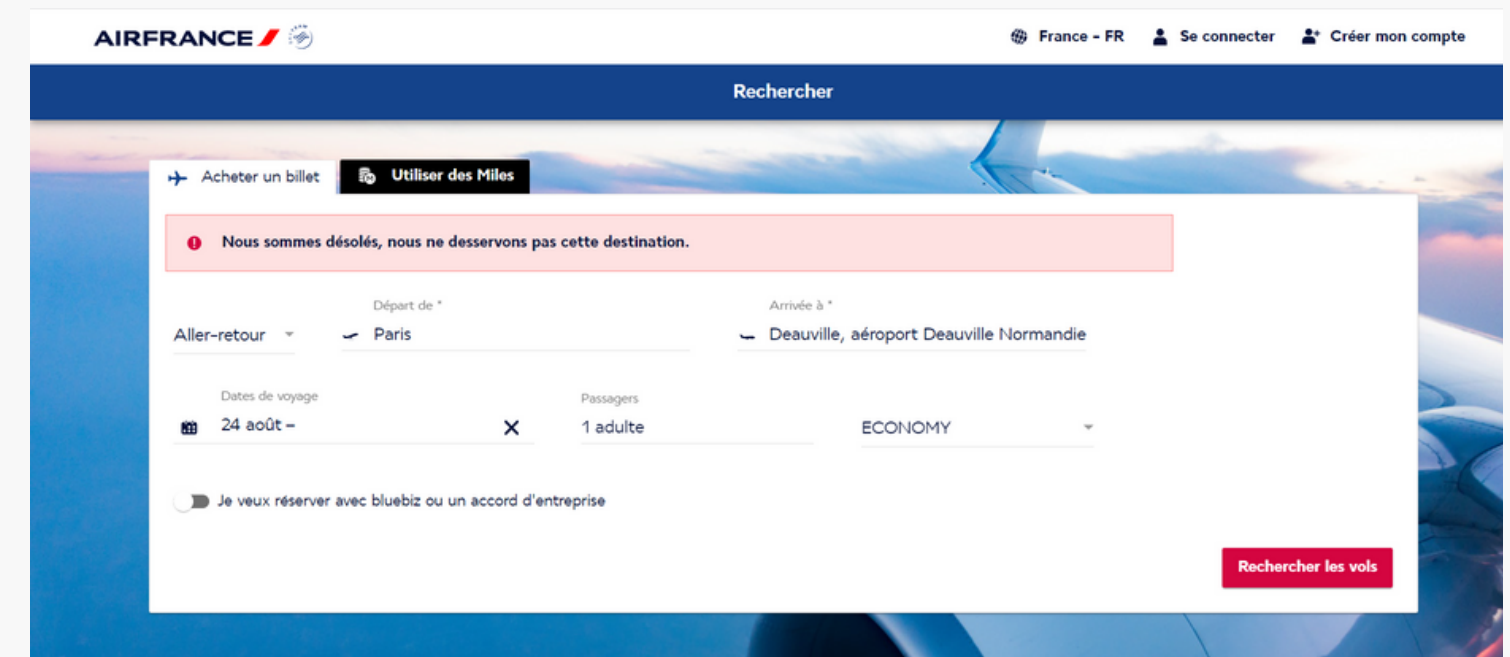 AIRFRANCE
France - FR
Se connecter
Créer mon compte
Rechercher
Acheter un billet
Utiliser des Miles
Nous sommes désolés, nous ne desservons pas cette destination.
Aller-retour
Départ de *
Paris
Arrivée à *
Deauville, aéroport Deauville Normandie
Dates de voyage
24 août –
Passagers
1 adulte
ECONOMY
Je veux réserver avec bluebiz ou un accord d'entreprise
Rechercher les vols